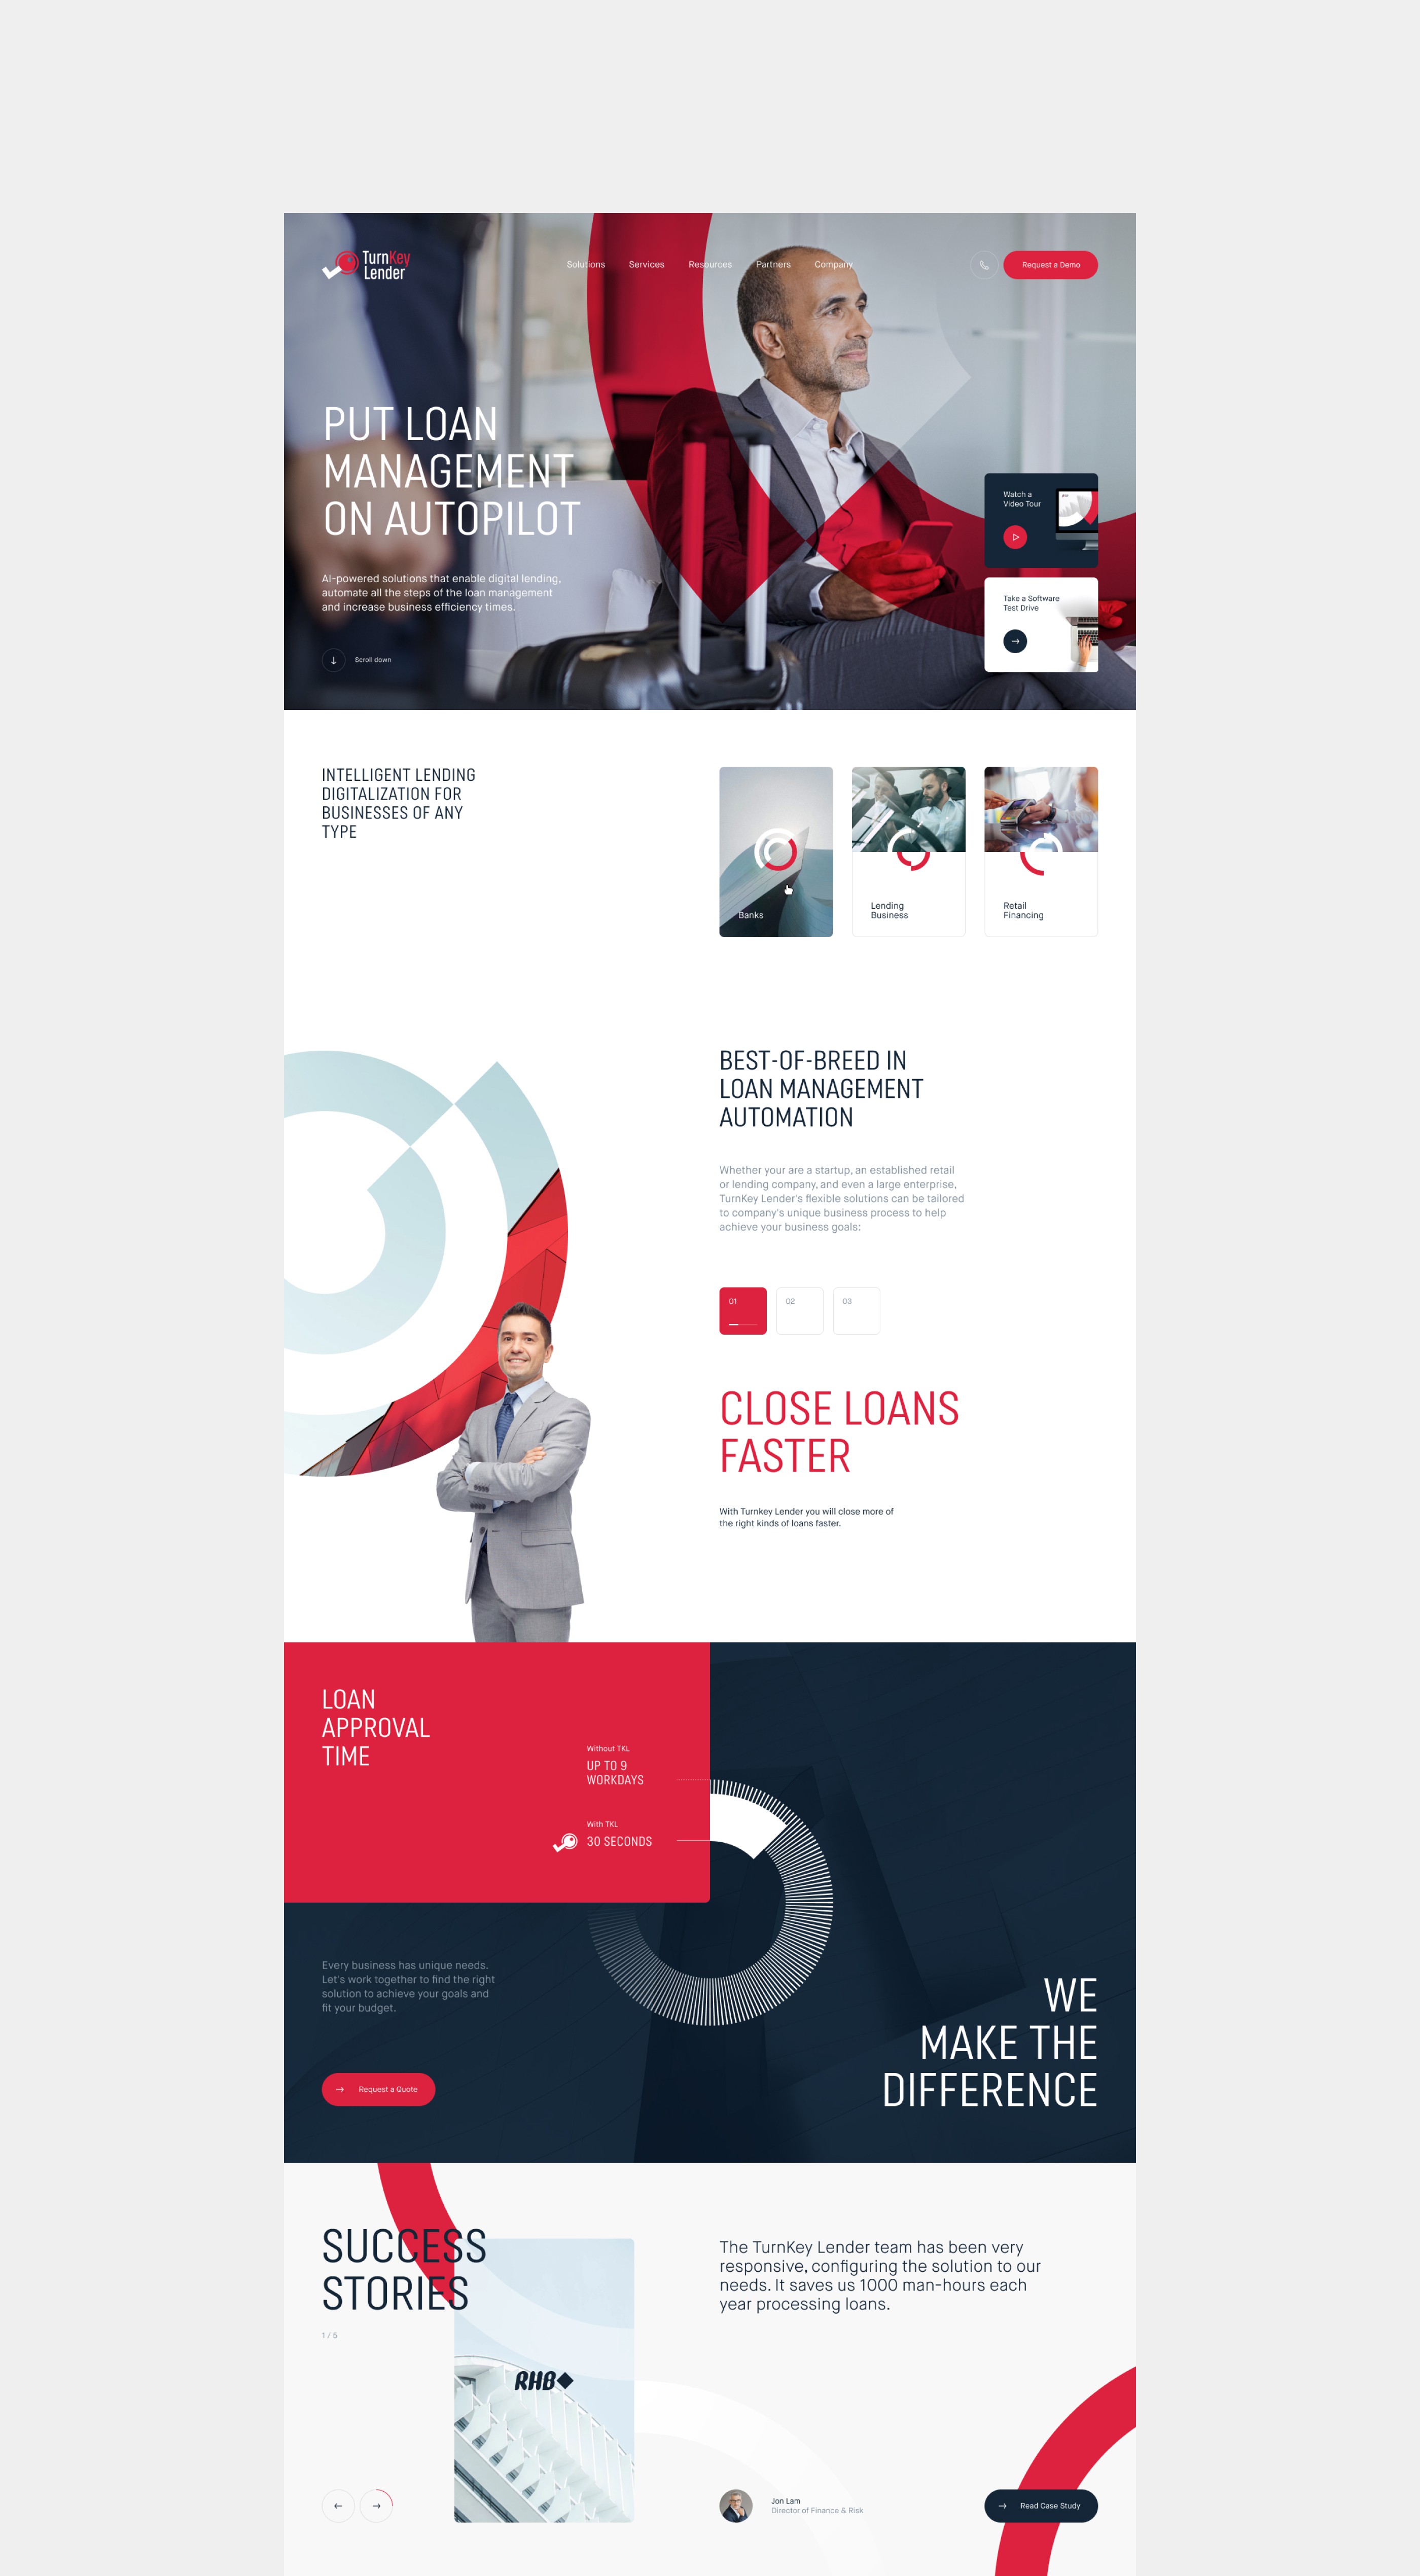 TurnKey
Lender
Solutions
Services
Resources
Partners
Company
Request a Demo
PUT LOAN
MANAGEMENT
ON AUTOPILOT
AI-powered solutions that enable digital lending,
automate all the steps of the loan management
and increase business efficiency times.
Scroll down
Watch a
Video Tour
Take a Software
Test Drive
INTELLIGENT LENDING
DIGITALIZATION FOR
BUSINESSES OF ANY
TYPE
Banks
Lending
Business
Retail
Financing
BEST-OF-BREED IN
LOAN MANAGEMENT
AUTOMATION
Whether your are a startup, an established retail
or lending company, and even a large enterprise,
TurnKey Lender's flexible solutions can be tailored
to company's unique business process to help
achieve your business goals:
01
02
03
CLOSE LOANS
FASTER
With Turnkey Lender you will close more of
the right kinds of loans faster.
LOAN
APPROVAL
TIME
Without TKL
UP TO 9
WORKDAYS
With TKL
30 SECONDS
Every business has unique needs.
Let's work together to find the right
solution to achieve your goals and
fit your budget.
Request a Quote
WE
MAKE THE
DIFFERENCE
SUCCESS
STORIES
1 / 5
RHB
The TurnKey Lender team has been very
responsive, configuring the solution to our
needs. It saves us 1000 man-hours each
year processing loans.
Jon Lam
Director of Finance & Risk
Read Case Study